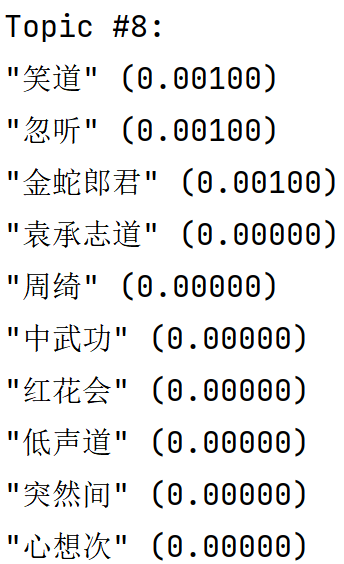 Topic #8:
"笑道" (0.00100)
"忽听" (0.00100)
"金蛇郎君" (0.00100)
"袁承志道" (0.00000)
"周绮" (0.00000)
"中武功" (0.00000)
"红花会" (0.00000)
"低声道" (0.00000)
"突然间" (0.00000)
"心想次" (0.00000)